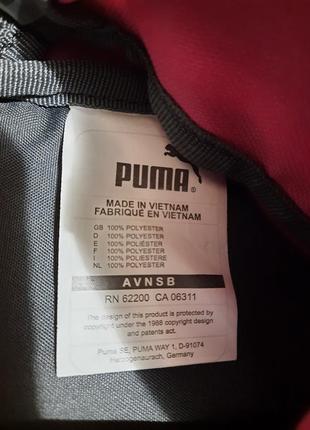 PUMA®
MADE IN VIETNAM
FABRIQUE EN VIETNAM
GB 100% POLYESTER
D 100% POLYESTER
E 100% POLIÉSTER
F 100% POLYESTER
I 100% POLIESTERE
NL 100% POLYESTER
AVNSB
RN 62200 CA 06311
The design of this product is protected by
copyright under the 1988 copyright design
and patents act.
Puma SE, PUMA WAY 1, D-91074
Herzogenaurach, Germany